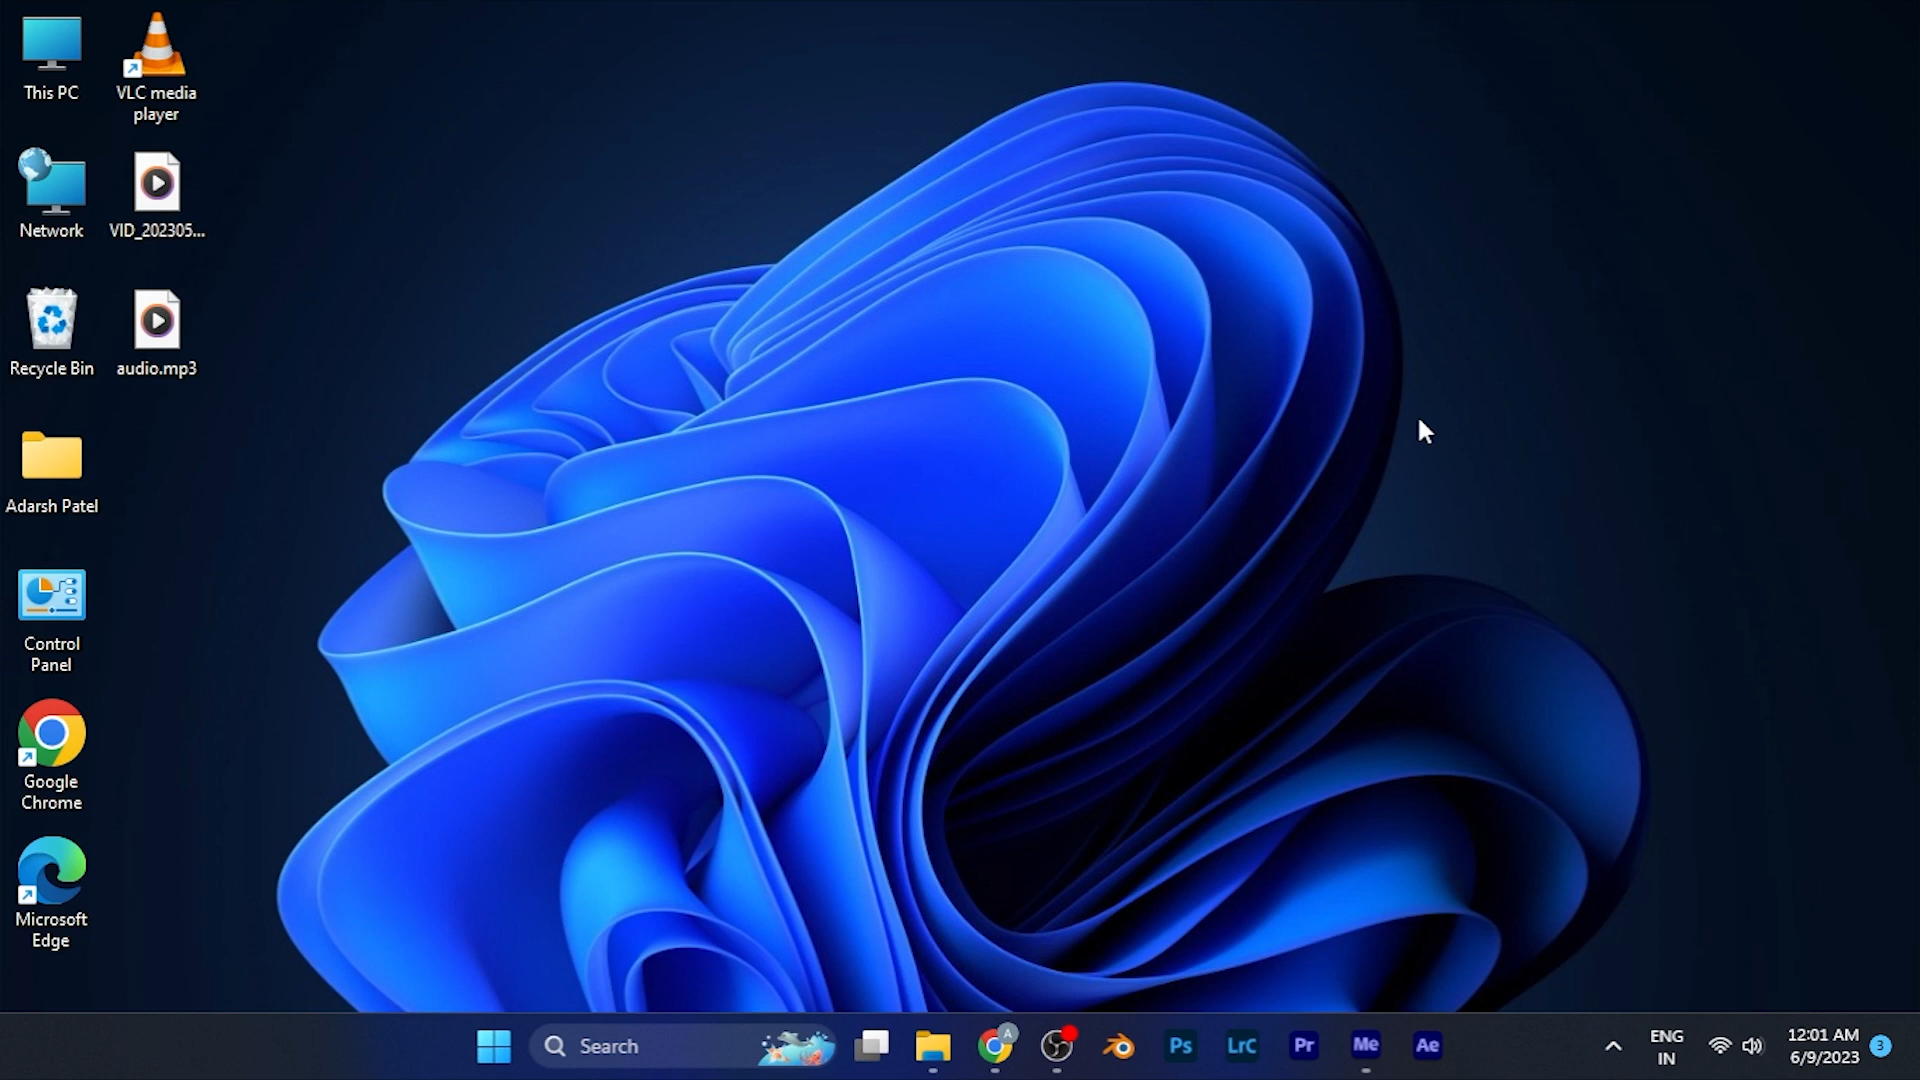 This PC
VLC media
player
Network
VID_202305...
Recycle Bin
audio.mp3
Adarsh Patel
Control
Panel
Google
Chrome
Microsoft
Edge
Search
A
Ps
LrC
Pr
Me
Ae
ENG
IN
12:01 AM
6/9/2023
3